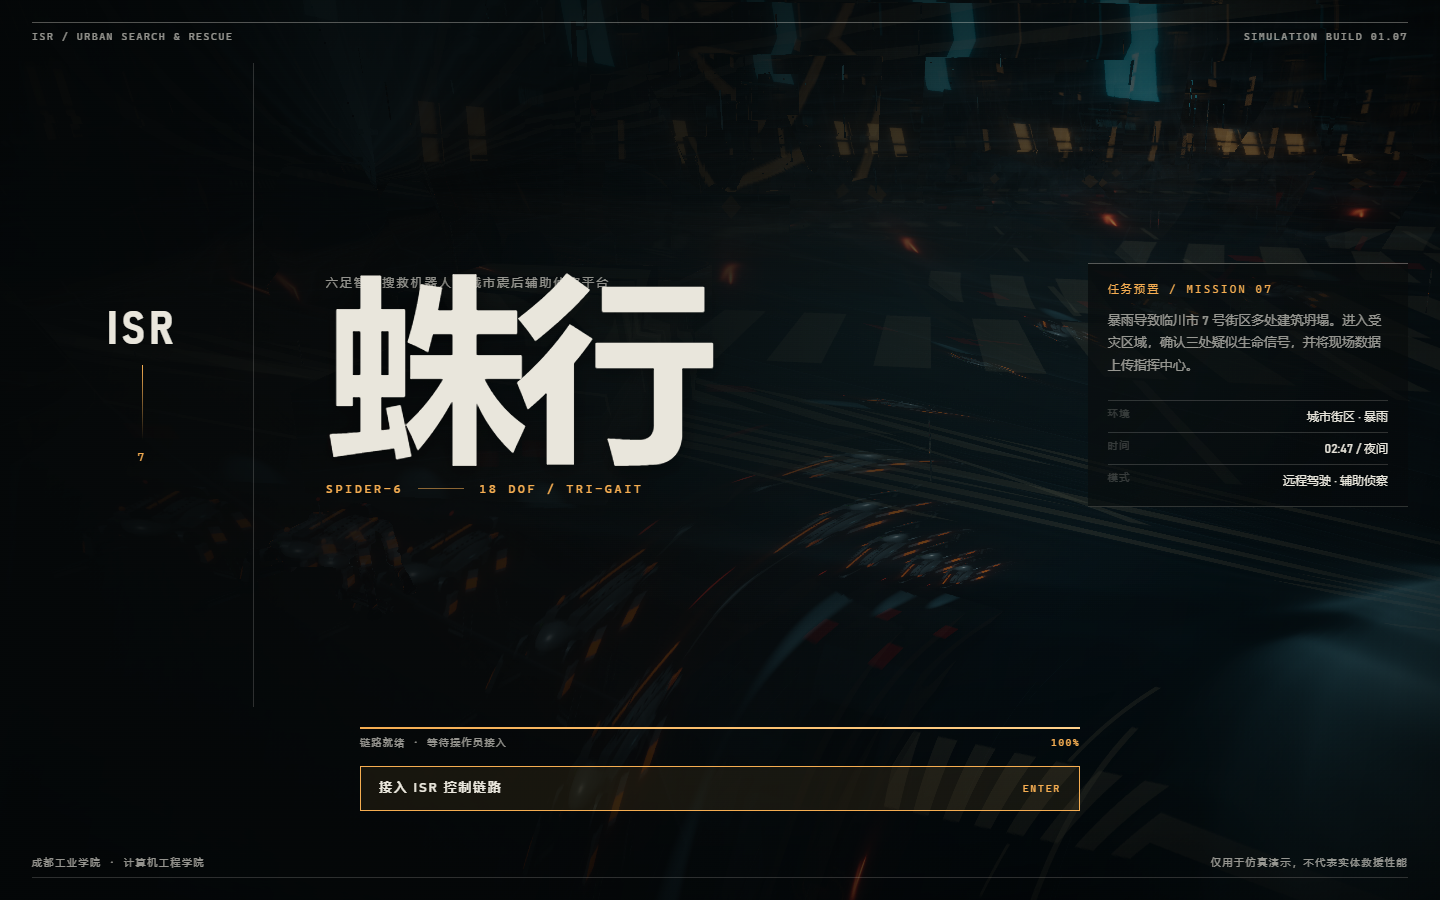 ISR / URBAN SEARCH & RESCUE
SIMULATION BUILD 01.07
ISR
7
六足智 搜救机器人 城市震后辅助 平台
蛛行
SPIDER-6 —— 18 DOF / TRI-GAIT
任务预置 / MISSION 07
暴雨导致临川市 7 号街区多处建筑坍塌。进入受
灾区域，确认三处疑似生命信号，并将现场数据
上传指挥中心。
环境 城市街区 · 暴雨
时间 02:47 / 夜间
模式 远程驾驶 · 辅助侦察
链路就绪 · 等待操作员接入 100%
接入 ISR 控制链路 ENTER
成都工业学院 · 计算机工程学院
仅用于仿真演示，不代表实体救援性能